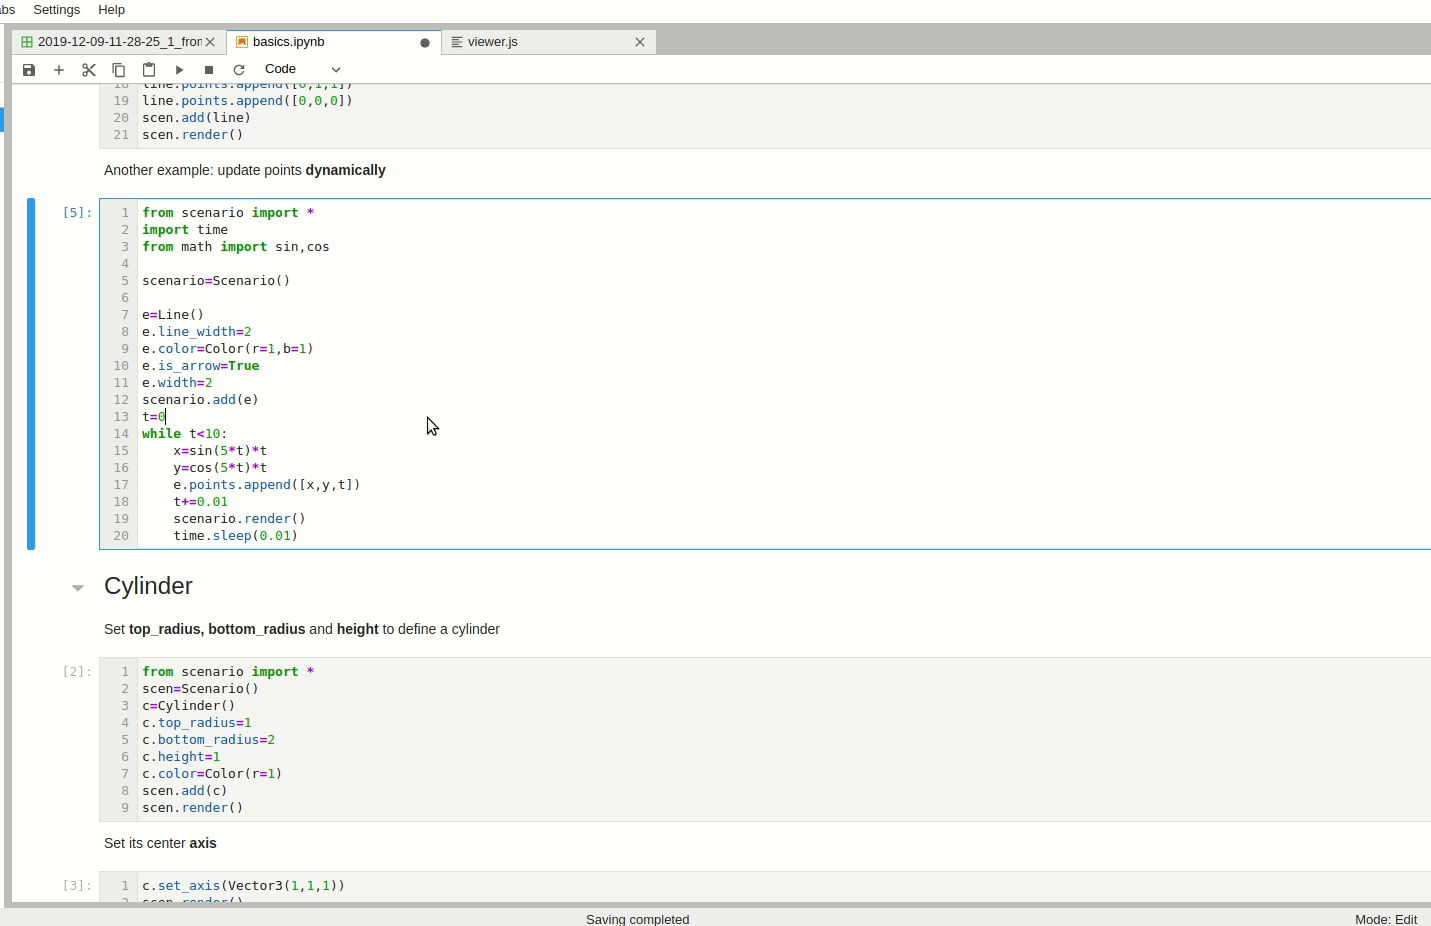 abs Settings Help
2019-12-09-11-28-25_1_fron basics.ipynb viewer.js
Code
18 line.points.append([0,1,1])
19 line.points.append([0,0,0])
20 scen.add(line)
21 scen.render()
Another example: update points dynamically
[5]: 1 from scenario import *
2 import time
3 from math import sin,cos
4
5 scenario=Scenario()
6
7 e=Line()
8 e.line_width=2
9 e.color=Color(r=1,b=1)
10 e.is_arrow=True
11 e.width=2
12 scenario.add(e)
13 t=0
14 while t<10:
15     x=sin(5*t)*t
16     y=cos(5*t)*t
17     e.points.append([x,y,t])
18     t+=0.01
19     scenario.render()
20     time.sleep(0.01)
Cylinder
Set top_radius, bottom_radius and height to define a cylinder
[2]: 1 from scenario import *
2 scen=Scenario()
3 c=Cylinder()
4 c.top_radius=1
5 c.bottom_radius=2
6 c.height=1
7 c.color=Color(r=1)
8 scen.add(c)
9 scen.render()
Set its center axis
[3]: 1 c.set_axis(Vector3(1,1,1))
2 scen.render()
Saving completed Mode: Edit